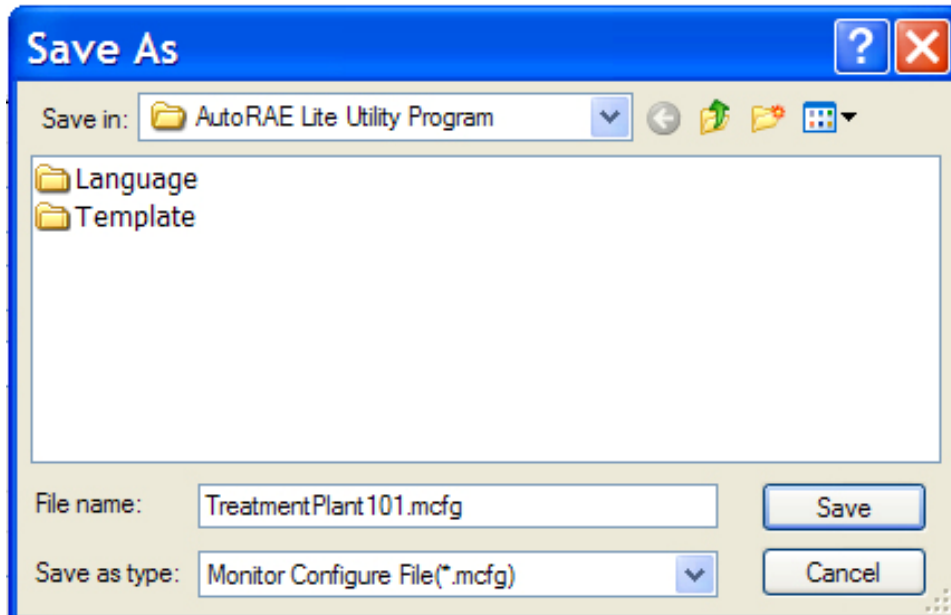 Save As
?
Save in: AutoRAE Lite Utility Program
Language
Template
File name: TreatmentPlant101.mcfg Save
Save as type: Monitor Configure File(*.mcfg) Cancel